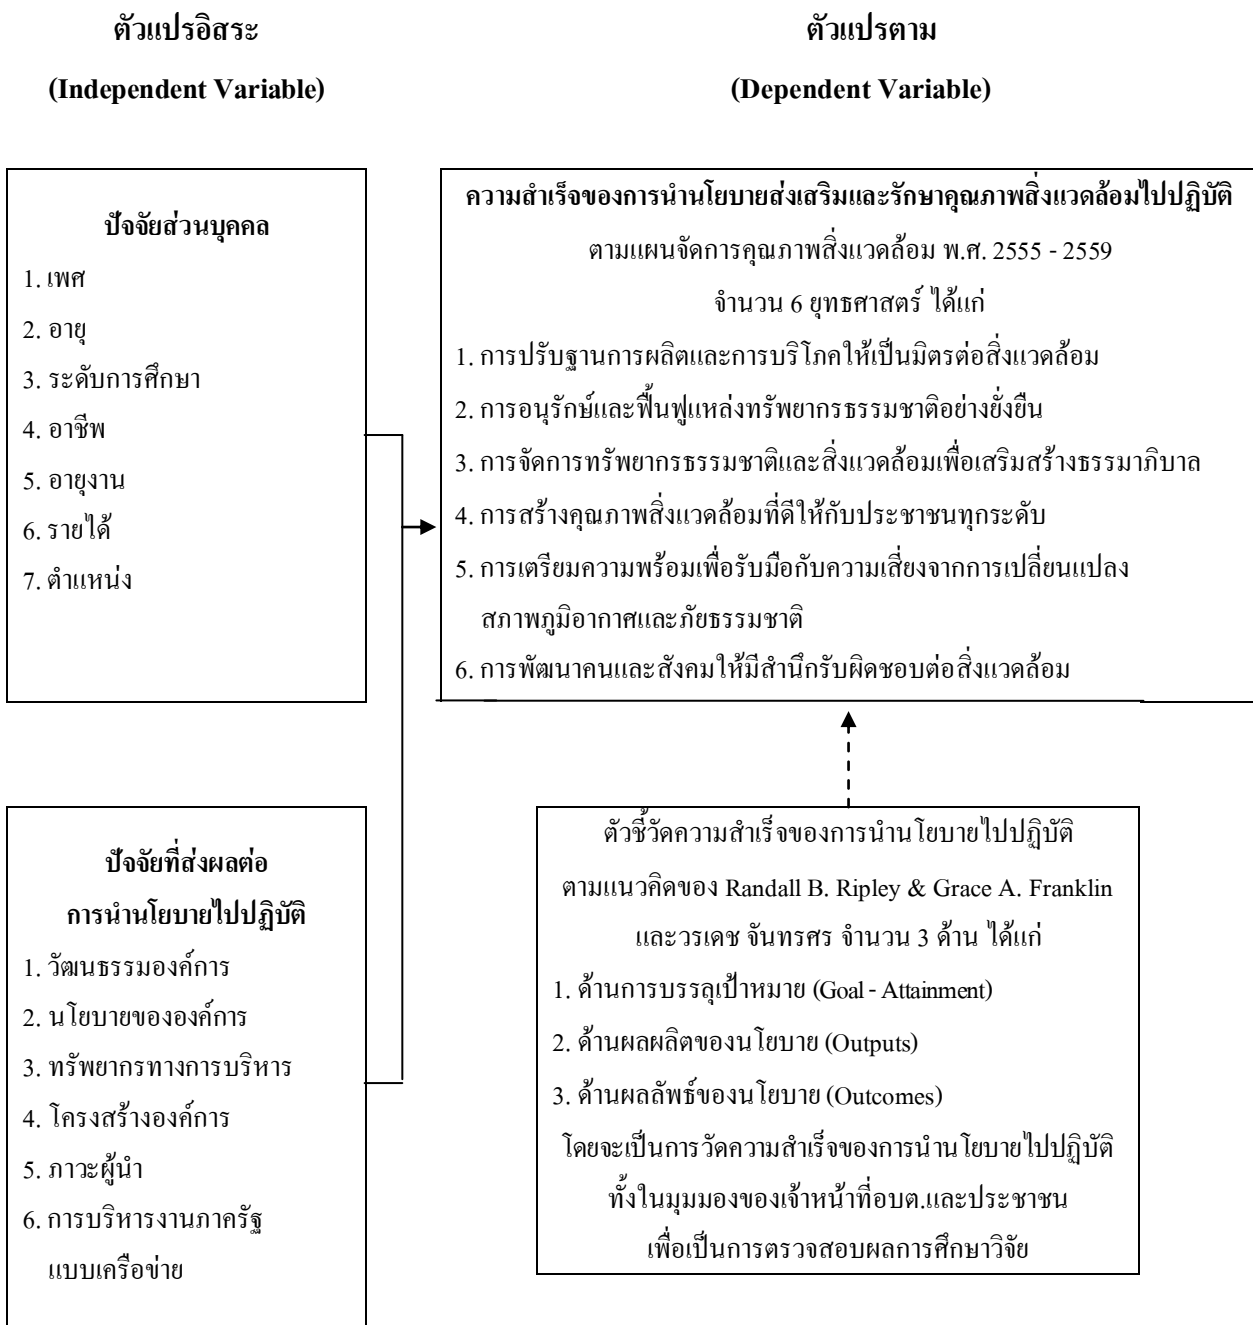 ตัวแปรอิสระ
(Independent Variable)
ตัวแปรตาม
(Dependent Variable)
ปัจจัยส่วนบุคคล
1. เพศ
2. อายุ
3. ระดับการศึกษา
4. อาชีพ
5. อายุงาน
6. รายได้
7. ตำแหน่ง
ความสำเร็จของการนำนโยบายส่งเสริมและรักษาคุณภาพสิ่งแวดล้อมไปปฏิบัติ
ตามแผนจัดการคุณภาพสิ่งแวดล้อม พ.ศ. 2555 - 2559
จำนวน 6 ยุทธศาสตร์ ได้แก่
1. การปรับฐานการผลิตและการบริโภคให้เป็นมิตรต่อสิ่งแวดล้อม
2. การอนุรักษ์และฟื้นฟูแหล่งทรัพยากรธรรมชาติอย่างยั่งยืน
3. การจัดการทรัพยากรธรรมชาติและสิ่งแวดล้อมเพื่อเสริมสร้างธรรมาภิบาล
4. การสร้างคุณภาพสิ่งแวดล้อมที่ดีให้กับประชาชนทุกระดับ
5. การเตรียมความพร้อมเพื่อรับมือกับความเสี่ยงจากการเปลี่ยนแปลง
สภาพภูมิอากาศและภัยธรรมชาติ
6. การพัฒนาคนและสังคมให้มีสำนึกรับผิดชอบต่อสิ่งแวดล้อม
ปัจจัยที่ส่งผลต่อ
การนำนโยบายไปปฏิบัติ
1. วัฒนธรรมองค์การ
2. นโยบายขององค์การ
3. ทรัพยากรทางการบริหาร
4. โครงสร้างองค์การ
5. ภาวะผู้นำ
6. การบริหารงานภาครัฐ
แบบเครือข่าย
ตัวชี้วัดความสำเร็จของการนำนโยบายไปปฏิบัติ
ตามแนวคิดของ Randall B. Ripley & Grace A. Franklin
และวรเดช จันทรศร จำนวน 3 ด้าน ได้แก่
1. ด้านการบรรลุเป้าหมาย (Goal - Attainment)
2. ด้านผลผลิตของนโยบาย (Outputs)
3. ด้านผลลัพธ์ของนโยบาย (Outcomes)
โดยจะเป็นการวัดความสำเร็จของการนำนโยบายไปปฏิบัติ
ทั้งในมุมมองของเจ้าหน้าที่อบต.และประชาชน
เพื่อเป็นการตรวจสอบผลการศึกษาวิจัย